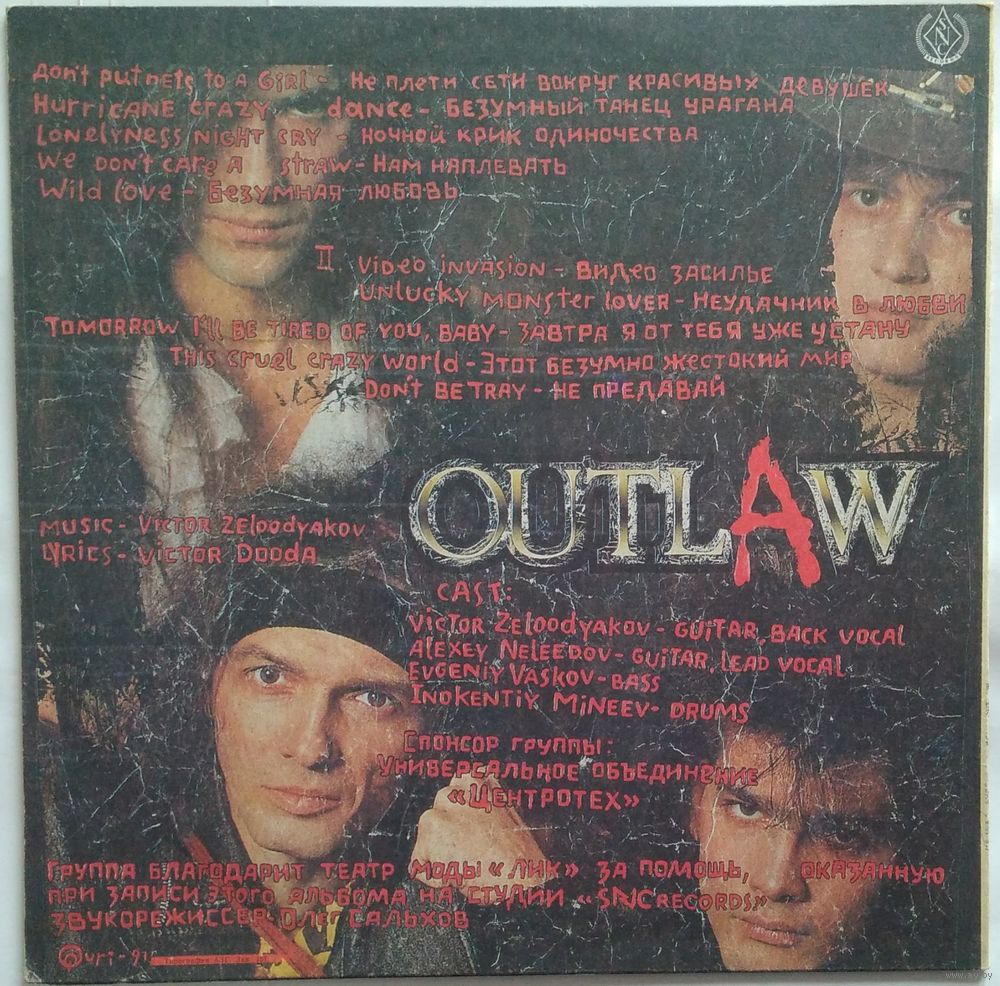 SNC
RECORDS
Don't put nets to a Girl - Не плети сети вокруг красивых девушек
Hurricane crazy dance - Безумный танец урагана
Lonelyness night cry - Ночной крик одиночества
We don't care a straw - Нам наплевать
Wild love - Безумная любовь
II. Video invasion - Видео засилье
Unlucky monster lover - Неудачник в любви
Tomorrow I'll be tired of you, baby - Завтра я от тебя уже устану
This cruel crazy world - Этот безумно жестокий мир
Don't betray - Не предавай
OUTLAW
Music - Victor Zeloodyakov
Lyrics - Victor Dooda
Cast:
Victor Zeloodyakov - guitar, back vocal
Alexey Neleedov - guitar, lead vocal
Evgeniy Vaskov - bass
Inokentiy Mineev - drums
Спонсор группы:
Универсальное объединение
«Центротех»
Группа благодарит театр моды «Лик» за помощь, оказанную
при записи этого альбома на студии «SNC records»
Звукорежиссер Олег Сальхов